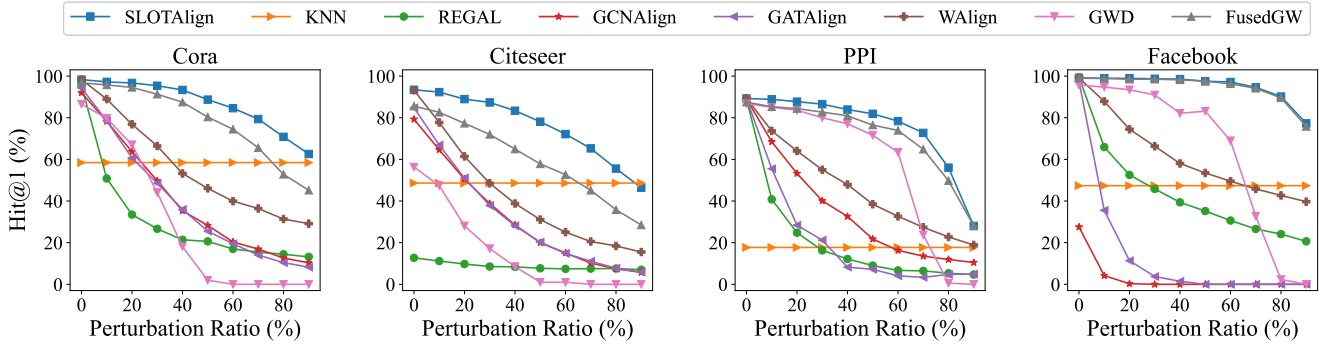 SLOTAlign KNN REGAL GCNAlign GATAlign WAlign GWD FusedGW
Cora Citeseer PPI Facebook
Hit@1 (%)
100 100 100 100
80 80 80 80
60 60 60 60
40 40 40 40
20 20 20 20
0 0 0 0
0 20 40 60 80 0 20 40 60 80 0 20 40 60 80 0 20 40 60 80
Perturbation Ratio (%) Perturbation Ratio (%) Perturbation Ratio (%) Perturbation Ratio (%)